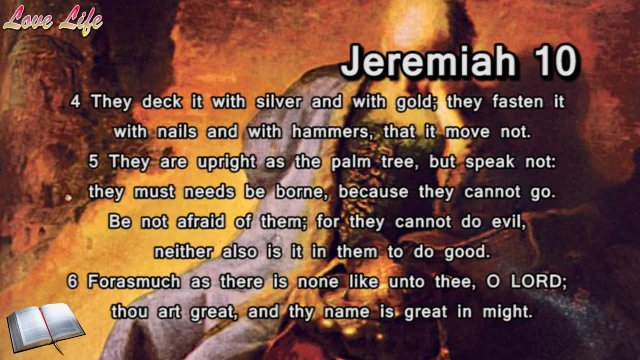 Love Life
Jeremiah 10
4 They deck it with silver and with gold; they fasten it
with nails and with hammers, that it move not.
5 They are upright as the palm tree, but speak not:
they must needs be borne, because they cannot go.
Be not afraid of them; for they cannot do evil,
neither also is it in them to do good.
6 Forasmuch as there is none like unto thee, O LORD;
thou art great, and thy name is great in might.